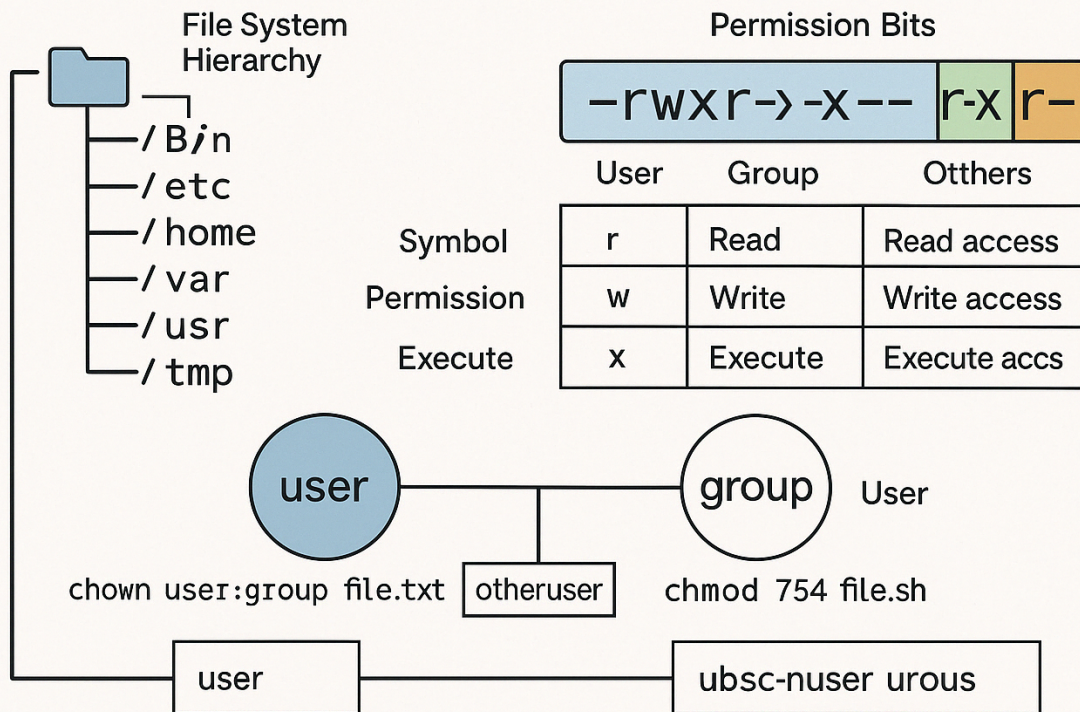 File System
Hierarchy
/Bin
/etc
/home
/var
/usr
/tmp
Permission Bits
-rwxr-›-x-- r-x r-
User Group Otthers
Symbol r Read Read access
Permission w Write Write access
Execute x Execute Execute accs
user group User
chown user:group file.txt otheruser chmod 754 file.sh
user ubsc-nuser urous